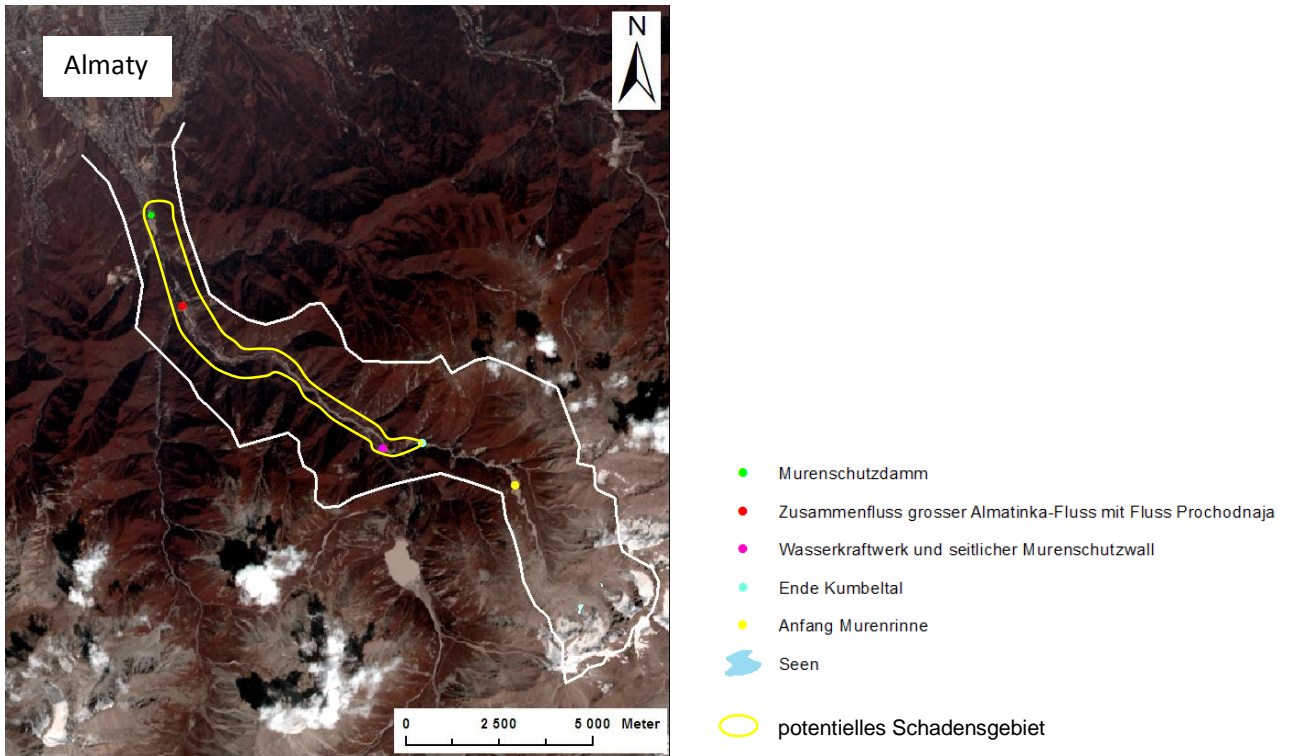 Almaty
N
0 2 500 5 000 Meter
Murenschutzdamm
Zusammenfluss grosser Almatinka-Fluss mit Fluss Prochodnaja
Wasserkraftwerk und seitlicher Murenschutzwall
Ende Kumbeltal
Anfang Murenrinne
Seen
potentielles Schadensgebiet